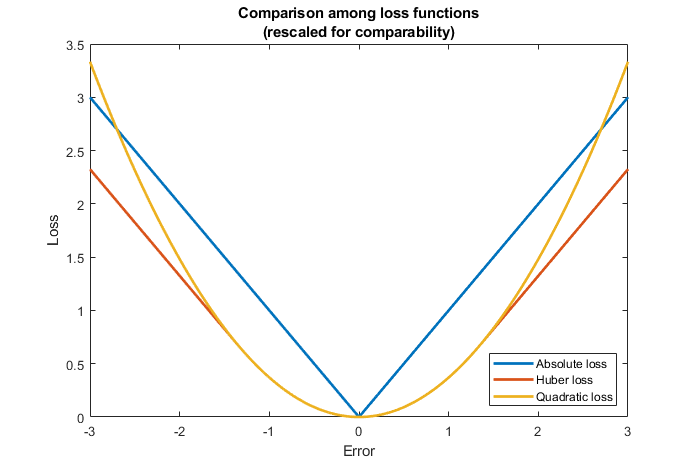 Comparison among loss functions
(rescaled for comparability)
3.5
3
2.5
2
1.5
1
0.5
0
Loss
-3
-2
-1
0
1
2
3
Error
Absolute loss
Huber loss
Quadratic loss